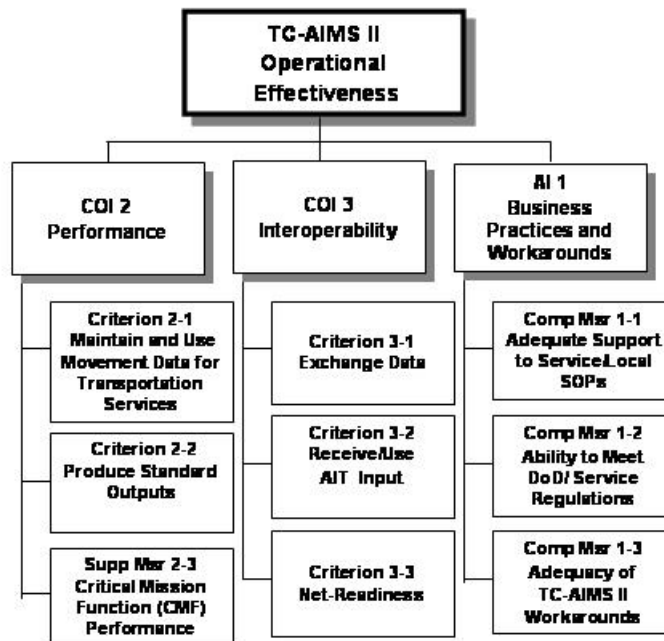 TC-AIMS II
Operational
Effectiveness
COI 2
Performance
COI 3
Interoperability
AI 1
Business
Practices and
Workarounds
Criterion 2-1
Maintain and Use
Movement Data for
Transportation
Services
Criterion 2-2
Produce Standard
Outputs
Supp Msr 2-3
Critical Mission
Function (CMF)
Performance
Criterion 3-1
Exchange Data
Criterion 3-2
Receive/Use
AIT Input
Criterion 3-3
Net-Readiness
Comp Msr 1-1
Adequate Support
to Service/Local
SOPs
Comp Msr 1-2
Ability to Meet
DoD/ Service
Regulations
Comp Msr 1-3
Adequacy of
TC-AIMS II
Workarounds